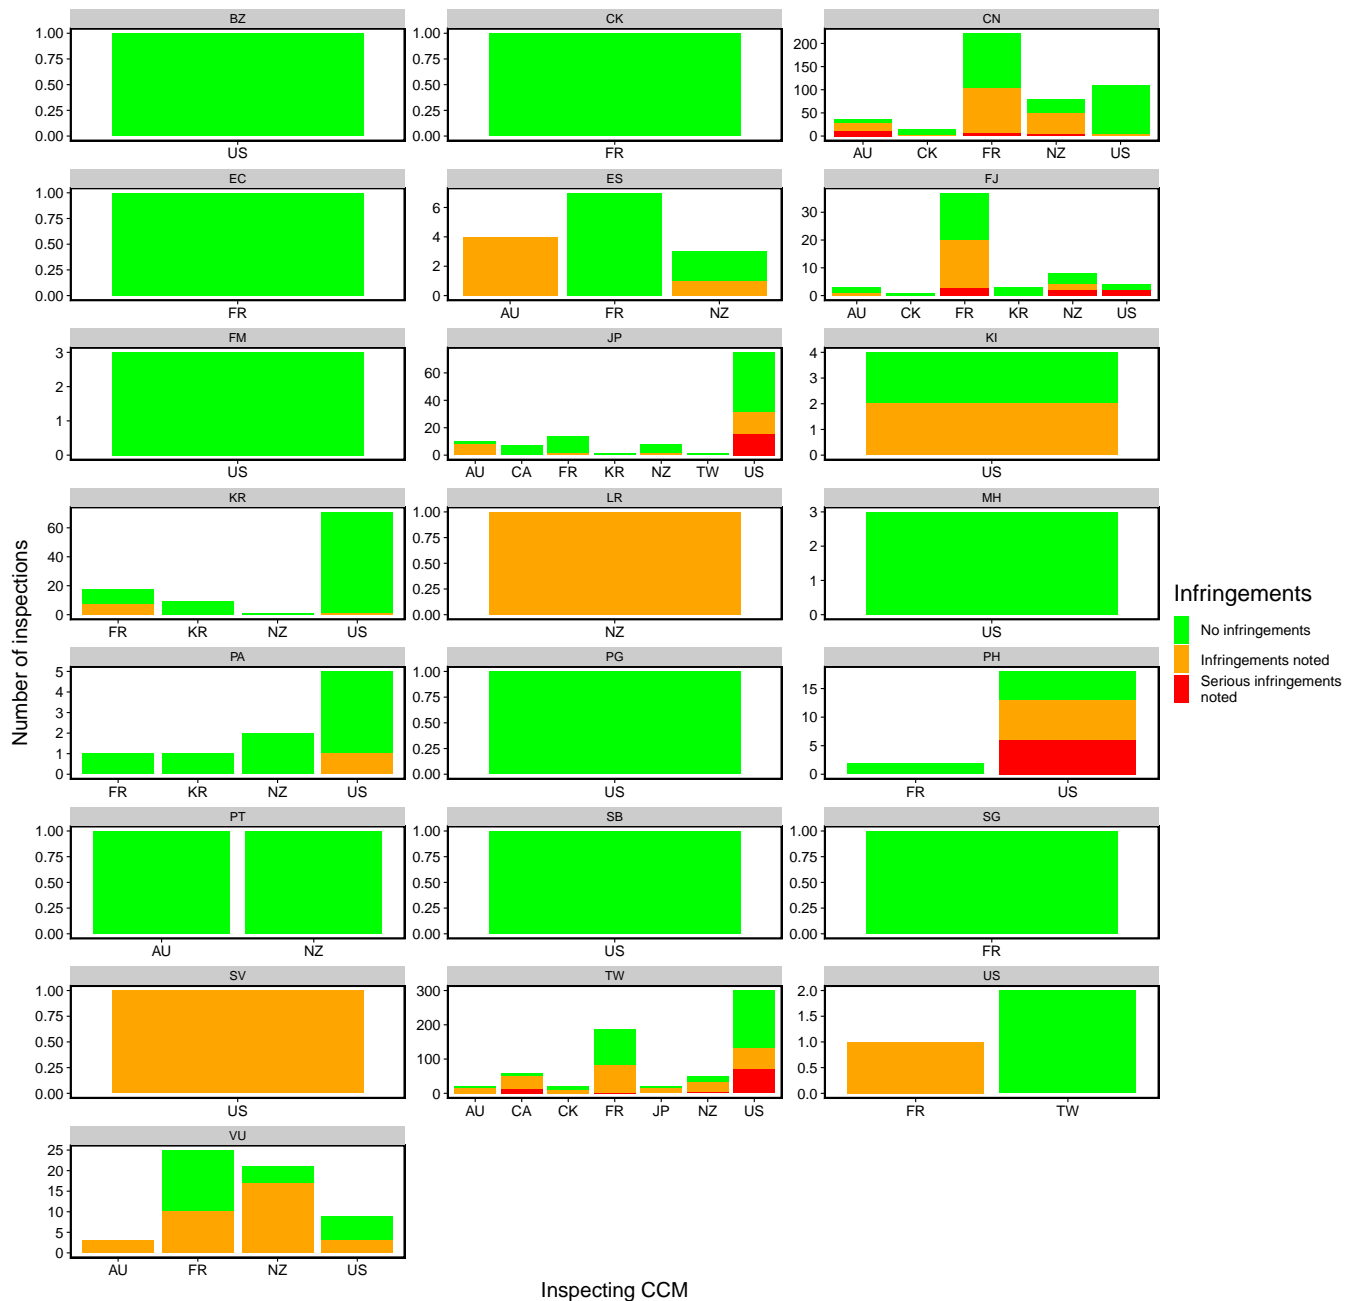 BZ
1.00
0.75
0.50
0.25
0.00
US
CK
1.00
0.75
0.50
0.25
0.00
FR
CN
200
150
100
50
0
AU CK FR NZ US
EC
1.00
0.75
0.50
0.25
0.00
FR
ES
6
4
2
0
AU FR NZ
FJ
30
20
10
0
AU CK FR KR NZ US
FM
3
2
1
0
US
JP
60
40
20
0
AU CA FR KR NZ TW US
KI
4
3
2
1
0
US
KR
60
40
20
0
FR KR NZ US
LR
1.00
0.75
0.50
0.25
0.00
NZ
MH
3
2
1
0
US
PA
5
4
3
2
1
0
FR KR NZ US
PG
1.00
0.75
0.50
0.25
0.00
US
PH
15
10
5
0
FR US
PT
1.00
0.75
0.50
0.25
0.00
AU NZ
SB
1.00
0.75
0.50
0.25
0.00
US
SG
1.00
0.75
0.50
0.25
0.00
FR
SV
1.00
0.75
0.50
0.25
0.00
US
TW
300
200
100
0
AU CA CK FR JP NZ US
US
2.0
1.5
1.0
0.5
0.0
FR TW
VU
25
20
15
10
5
0
AU FR NZ US
Number of inspections
Inspecting CCM
Infringements
No infringements
Infringements noted
Serious infringements
noted